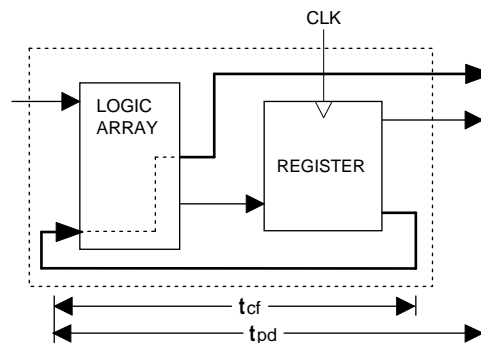 CLK
LOGIC
ARRAY
REGISTER
tcf
tpd